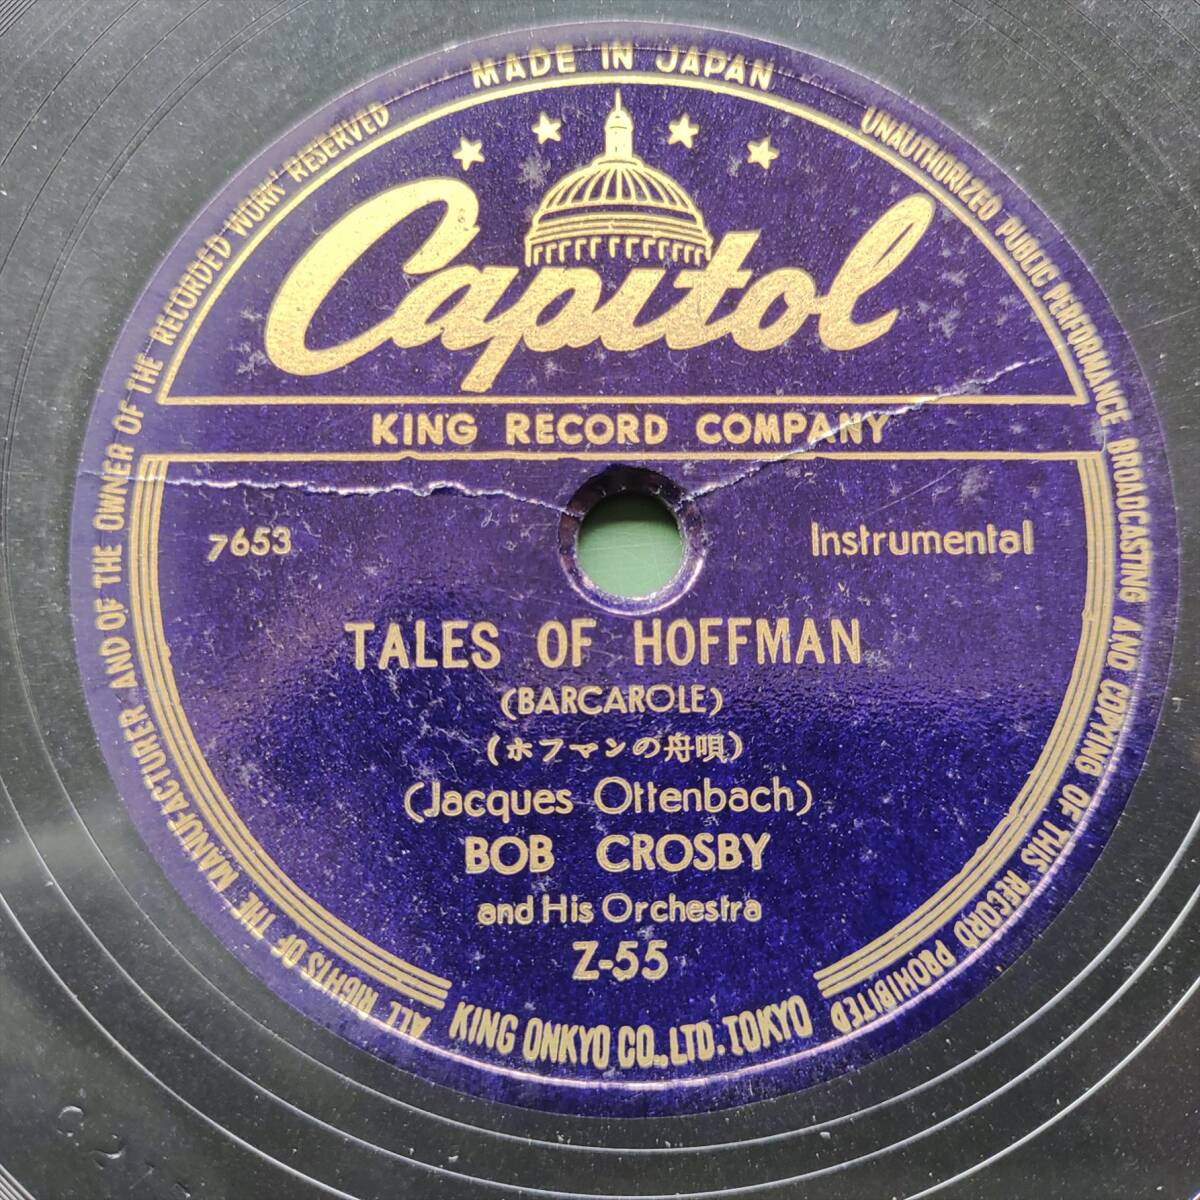 MADE IN JAPAN
Capitol
KING RECORD COMPANY
7653
Instrumental
TALES OF HOFFMAN
(BARCAROLE)
(ホフマンの舟唄)
(Jacques Ottenbach)
BOB CROSBY
and His Orchestra
Z-55
KING ONKYO CO., LTD. TOKYO
ALL RIGHTS OF THE MANUFACTURER AND OF THE OWNER OF THE RECORDED WORK RESERVED
UNAUTHORIZED PUBLIC PERFORMANCE BROADCASTING AND COPYING OF THIS RECORD PROHIBITED